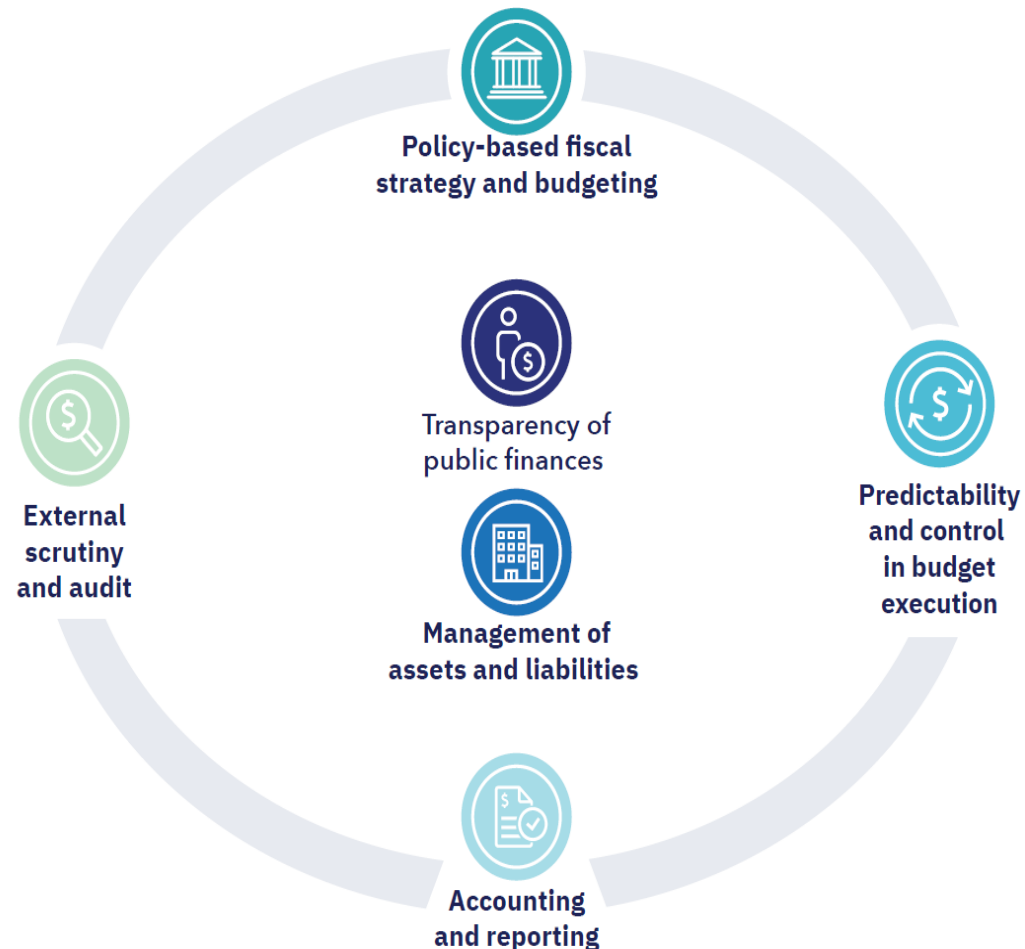 Policy-based fiscal
strategy and budgeting
$
Transparency of
public finances
$
$
External
scrutiny
and audit
Predictability
and control
in budget
execution
Management of
assets and liabilities
$
Accounting
and reporting